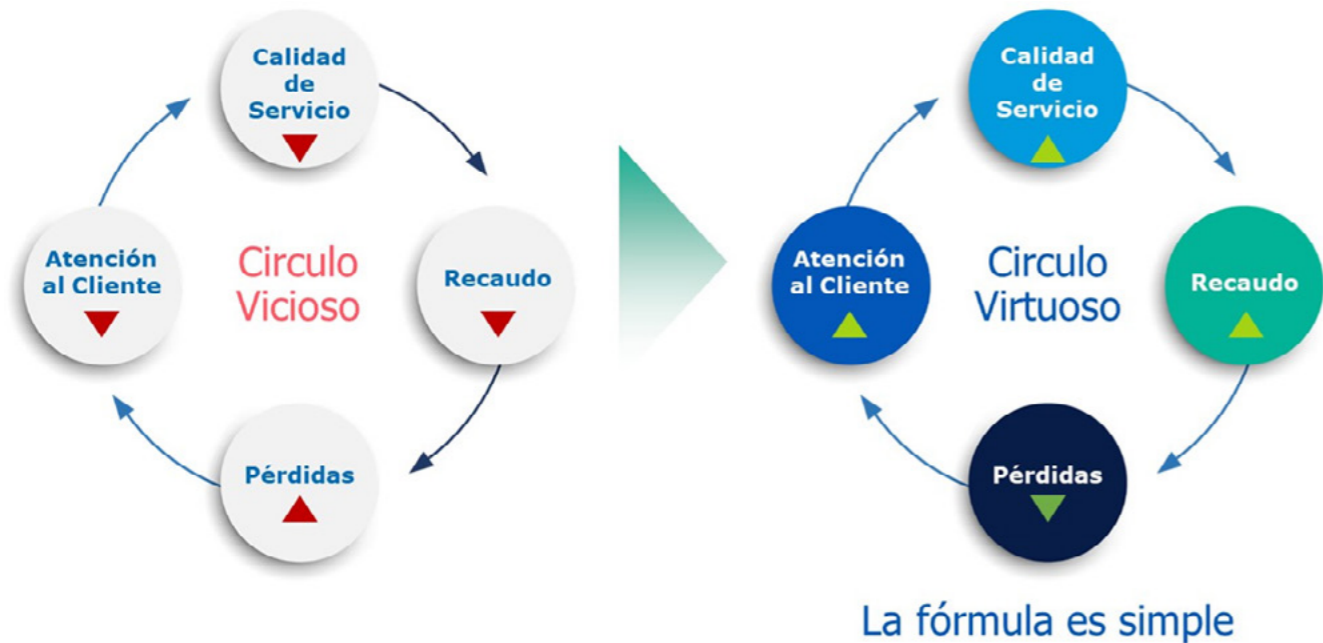 Calidad
de
Servicio
Atención
al Cliente
Circulo
Vicioso
Recaudo
Pérdidas
Calidad
de
Servicio
Atención
al Cliente
Circulo
Virtuoso
Recaudo
Pérdidas
La fórmula es simple